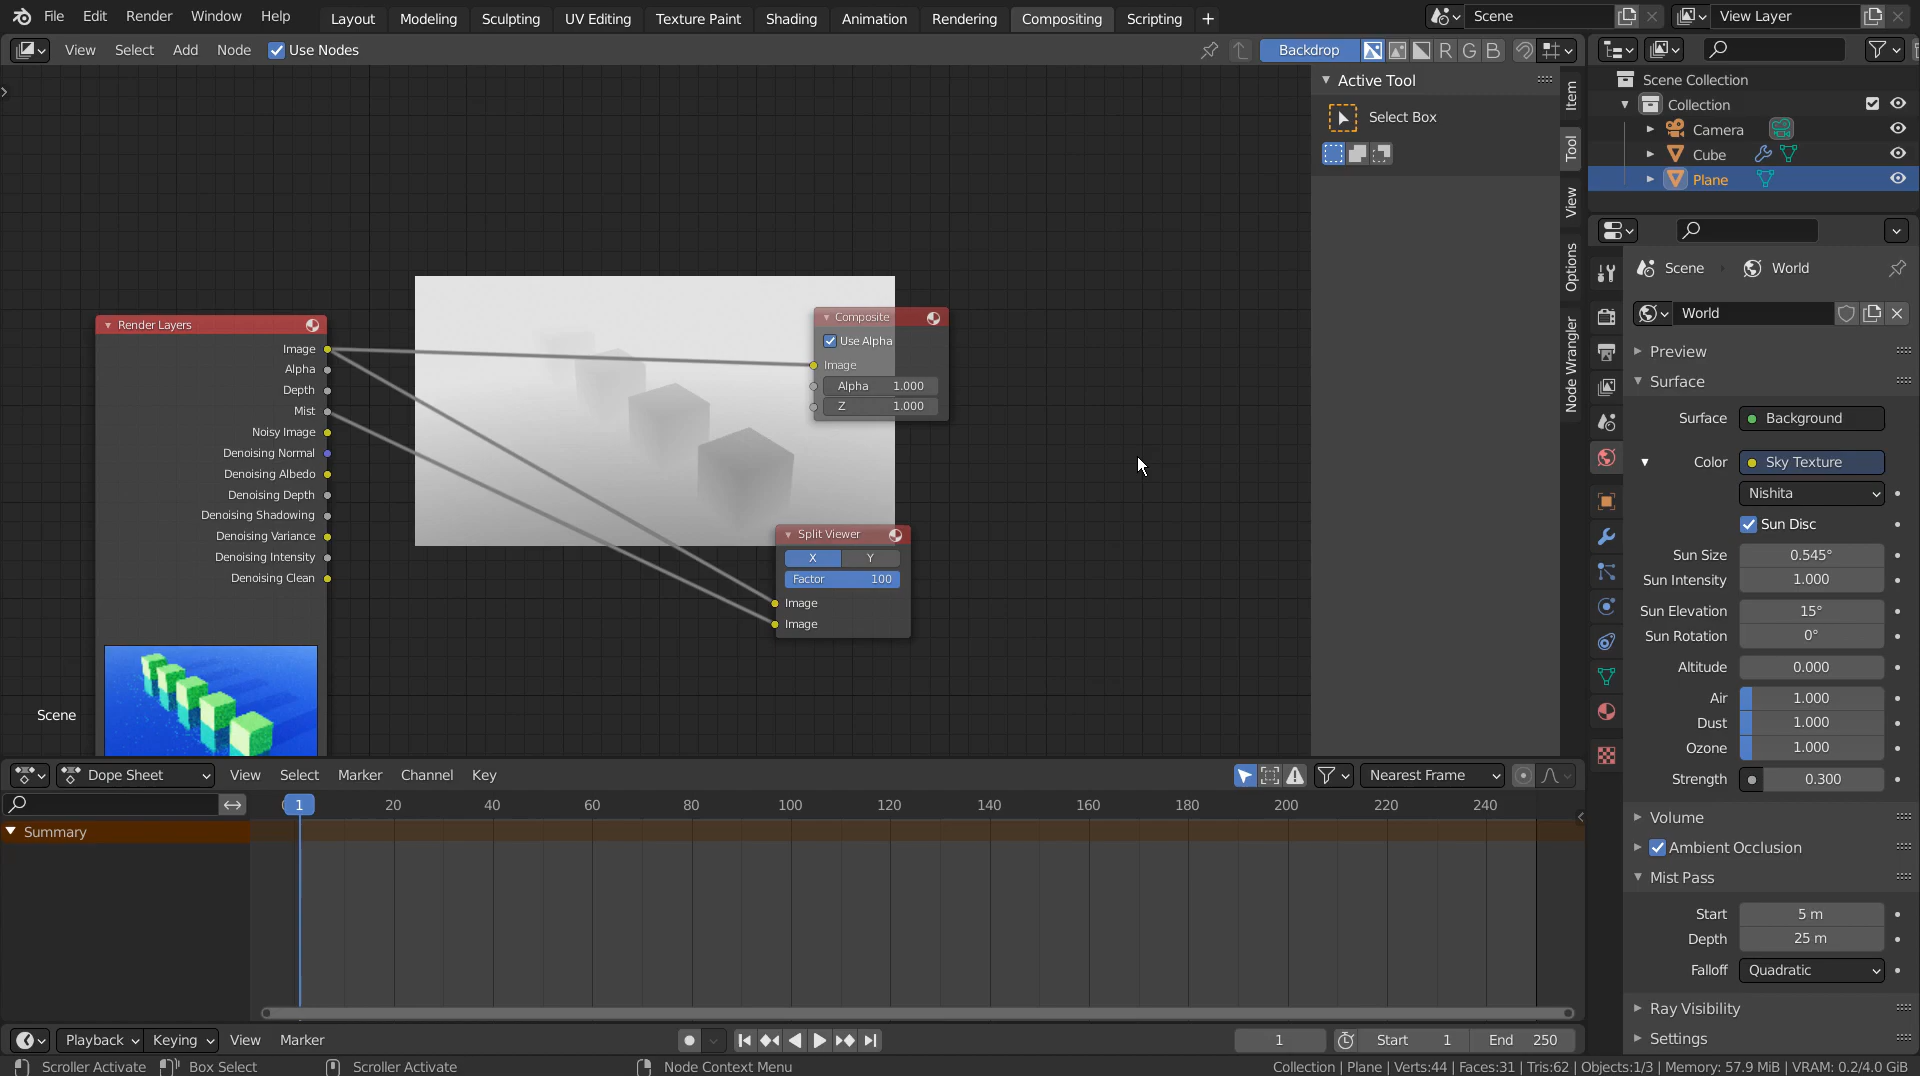 File Edit Render Window Help Layout Modeling Sculpting UV Editing Texture Paint Shading Animation Rendering Compositing Scripting + Scene View Layer
View Select Add Node Use Nodes Backdrop R G B
Active Tool
Select Box
Item
Tool
View
Options
Node Wrangler
Render Layers
Image
Alpha
Depth
Mist
Noisy Image
Denoising Normal
Denoising Albedo
Denoising Depth
Denoising Shadowing
Denoising Variance
Denoising Intensity
Denoising Clean
Scene
Composite
Use Alpha
Image
Alpha 1.000
Z 1.000
Split Viewer
X Y
Factor 100
Image
Image
Scene Collection
Collection
Camera
Cube
Plane
Scene World
World
Preview
Surface
Surface Background
Color Sky Texture
Nishita
Sun Disc
Sun Size 0.545°
Sun Intensity 1.000
Sun Elevation 15°
Sun Rotation 0°
Altitude 0.000
Air 1.000
Dust 1.000
Ozone 1.000
Strength 0.300
Volume
Ambient Occlusion
Mist Pass
Start 5 m
Depth 25 m
Falloff Quadratic
Ray Visibility
Settings
Dope Sheet View Select Marker Channel Key Nearest Frame
1 20 40 60 80 100 120 140 160 180 200 220 240
Summary
Playback Keying View Marker 1 Start 1 End 250
Scroller Activate Box Select Scroller Activate Node Context Menu Collection | Plane | Verts:44 | Faces:31 | Tris:62 | Objects:1/3 | Memory: 57.9 MiB | VRAM: 0.2/4.0 GiB